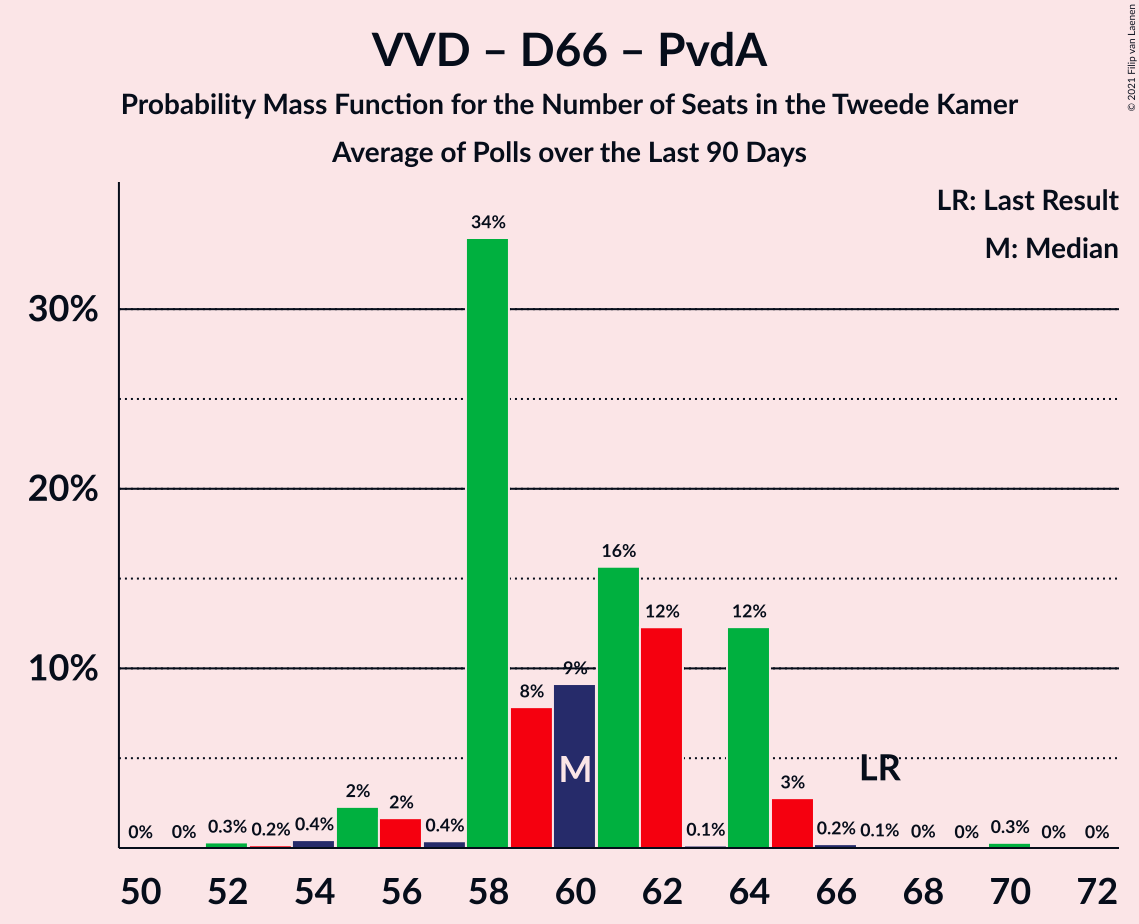 VVD – D66 – PvdA
Probability Mass Function for the Number of Seats in the Tweede Kamer
Average of Polls over the Last 90 Days
© 2021 Filip van Laenen
LR: Last Result
M: Median
30%
20%
10%
0%
0%
0.3%
0.2%
0.4%
2%
2%
0.4%
34%
8%
9%
16%
12%
0.1%
12%
3%
0.2%
0.1%
0%
0%
0.3%
0%
0%
M
LR
50 52 54 56 58 60 62 64 66 68 70 72